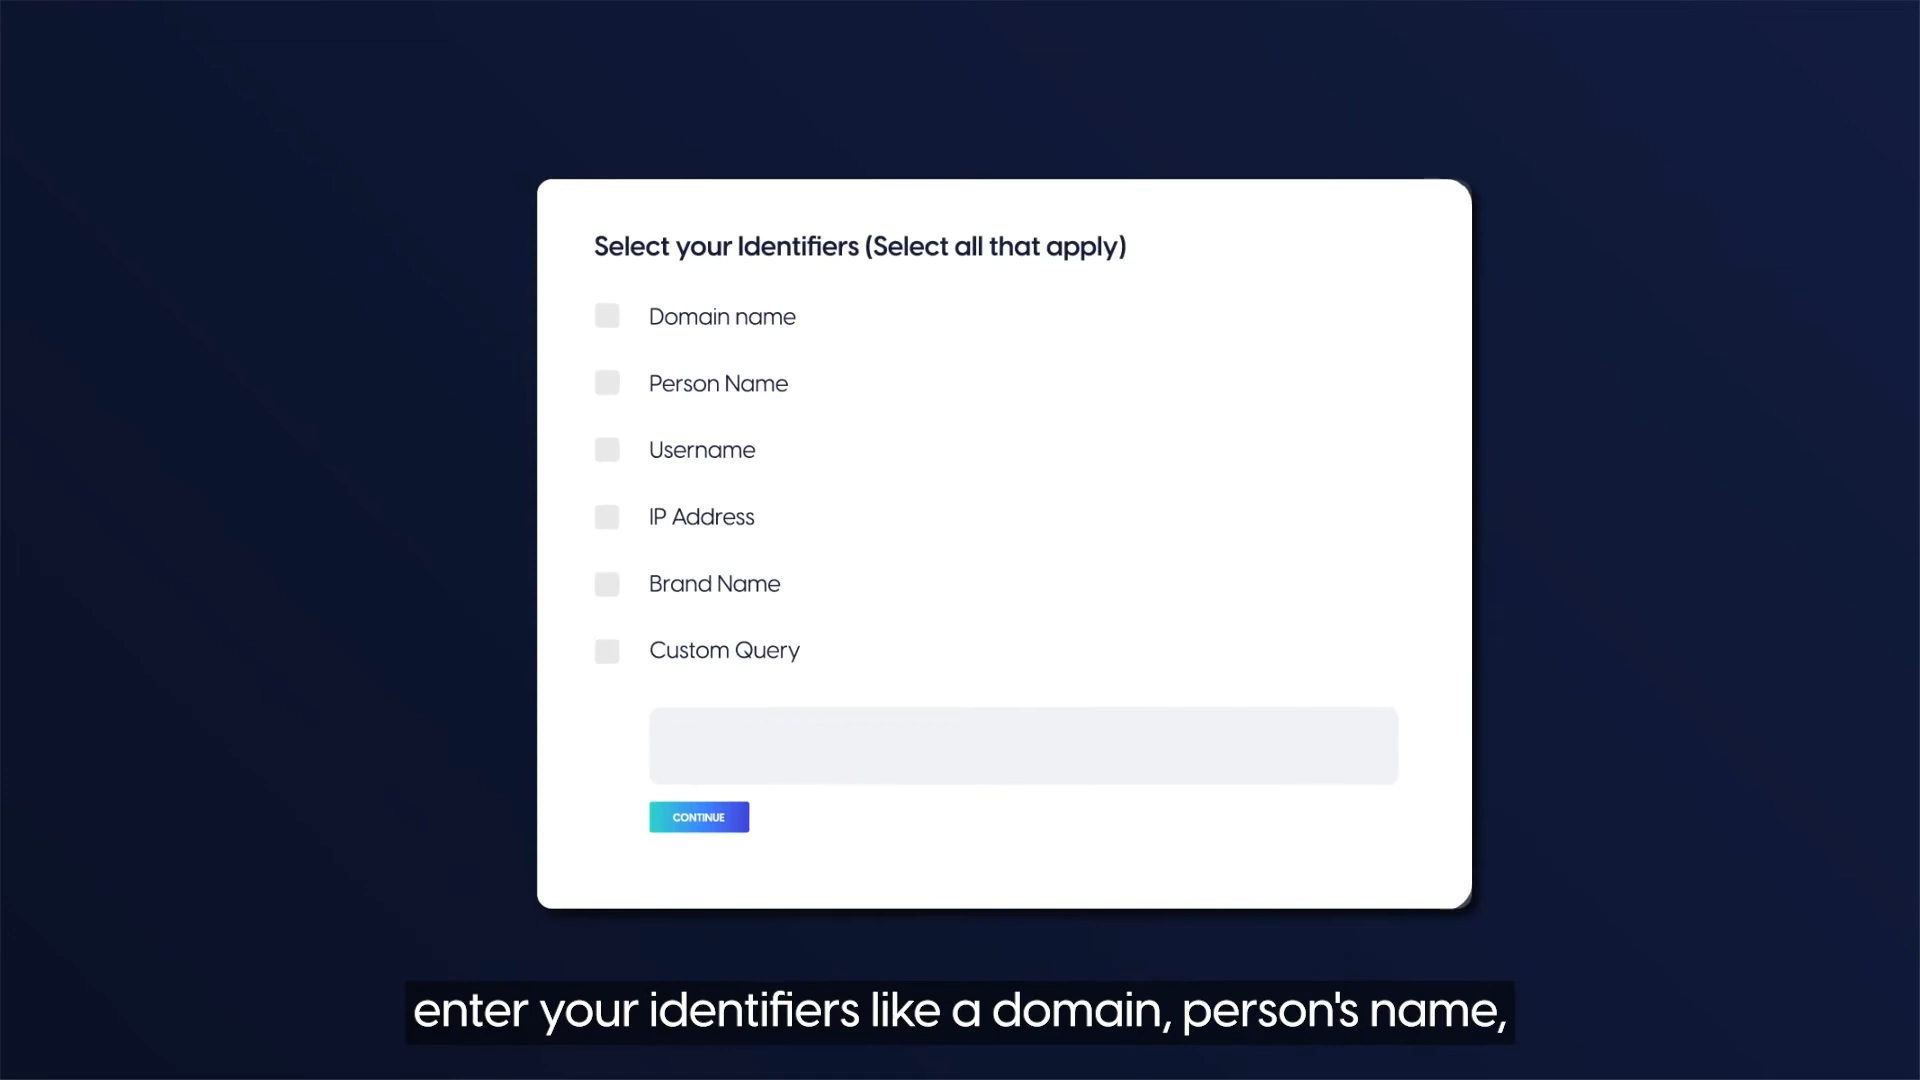 Select your Identifiers (Select all that apply)
Domain name
Person Name
Username
IP Address
Brand Name
Custom Query
CONTINUE
enter your identifiers like a domain, person's name,